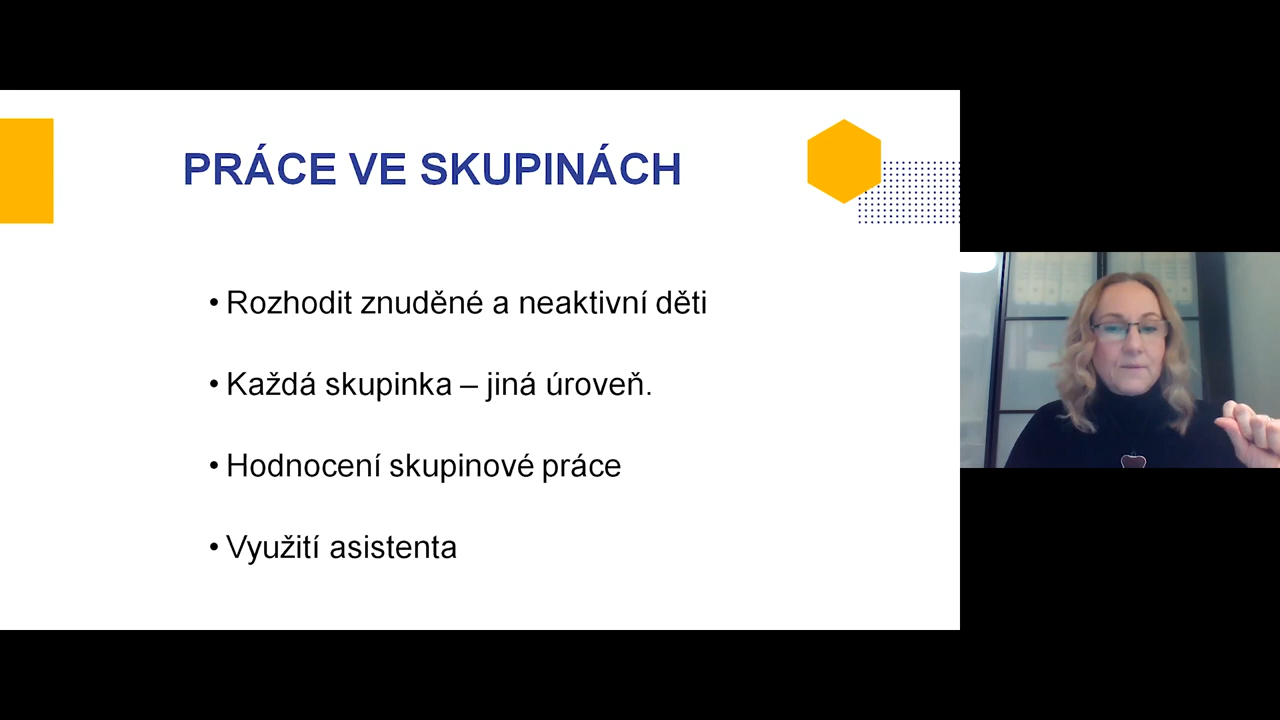 PRÁCE VE SKUPINÁCH
• Rozhodit znuděné a neaktivní děti
• Každá skupinka – jiná úroveň.
• Hodnocení skupinové práce
• Využití asistenta